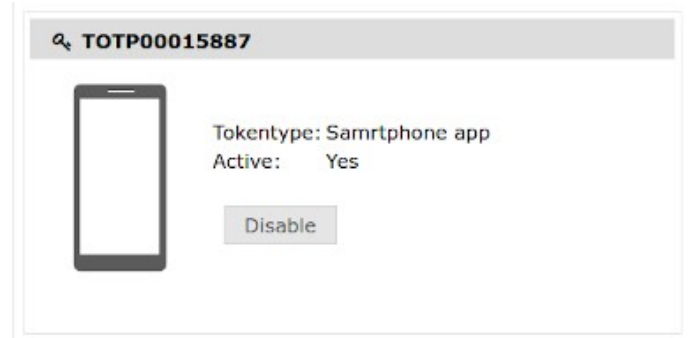 TOTP00015887
Tokentype: Samrtphone app
Active: Yes
Disable